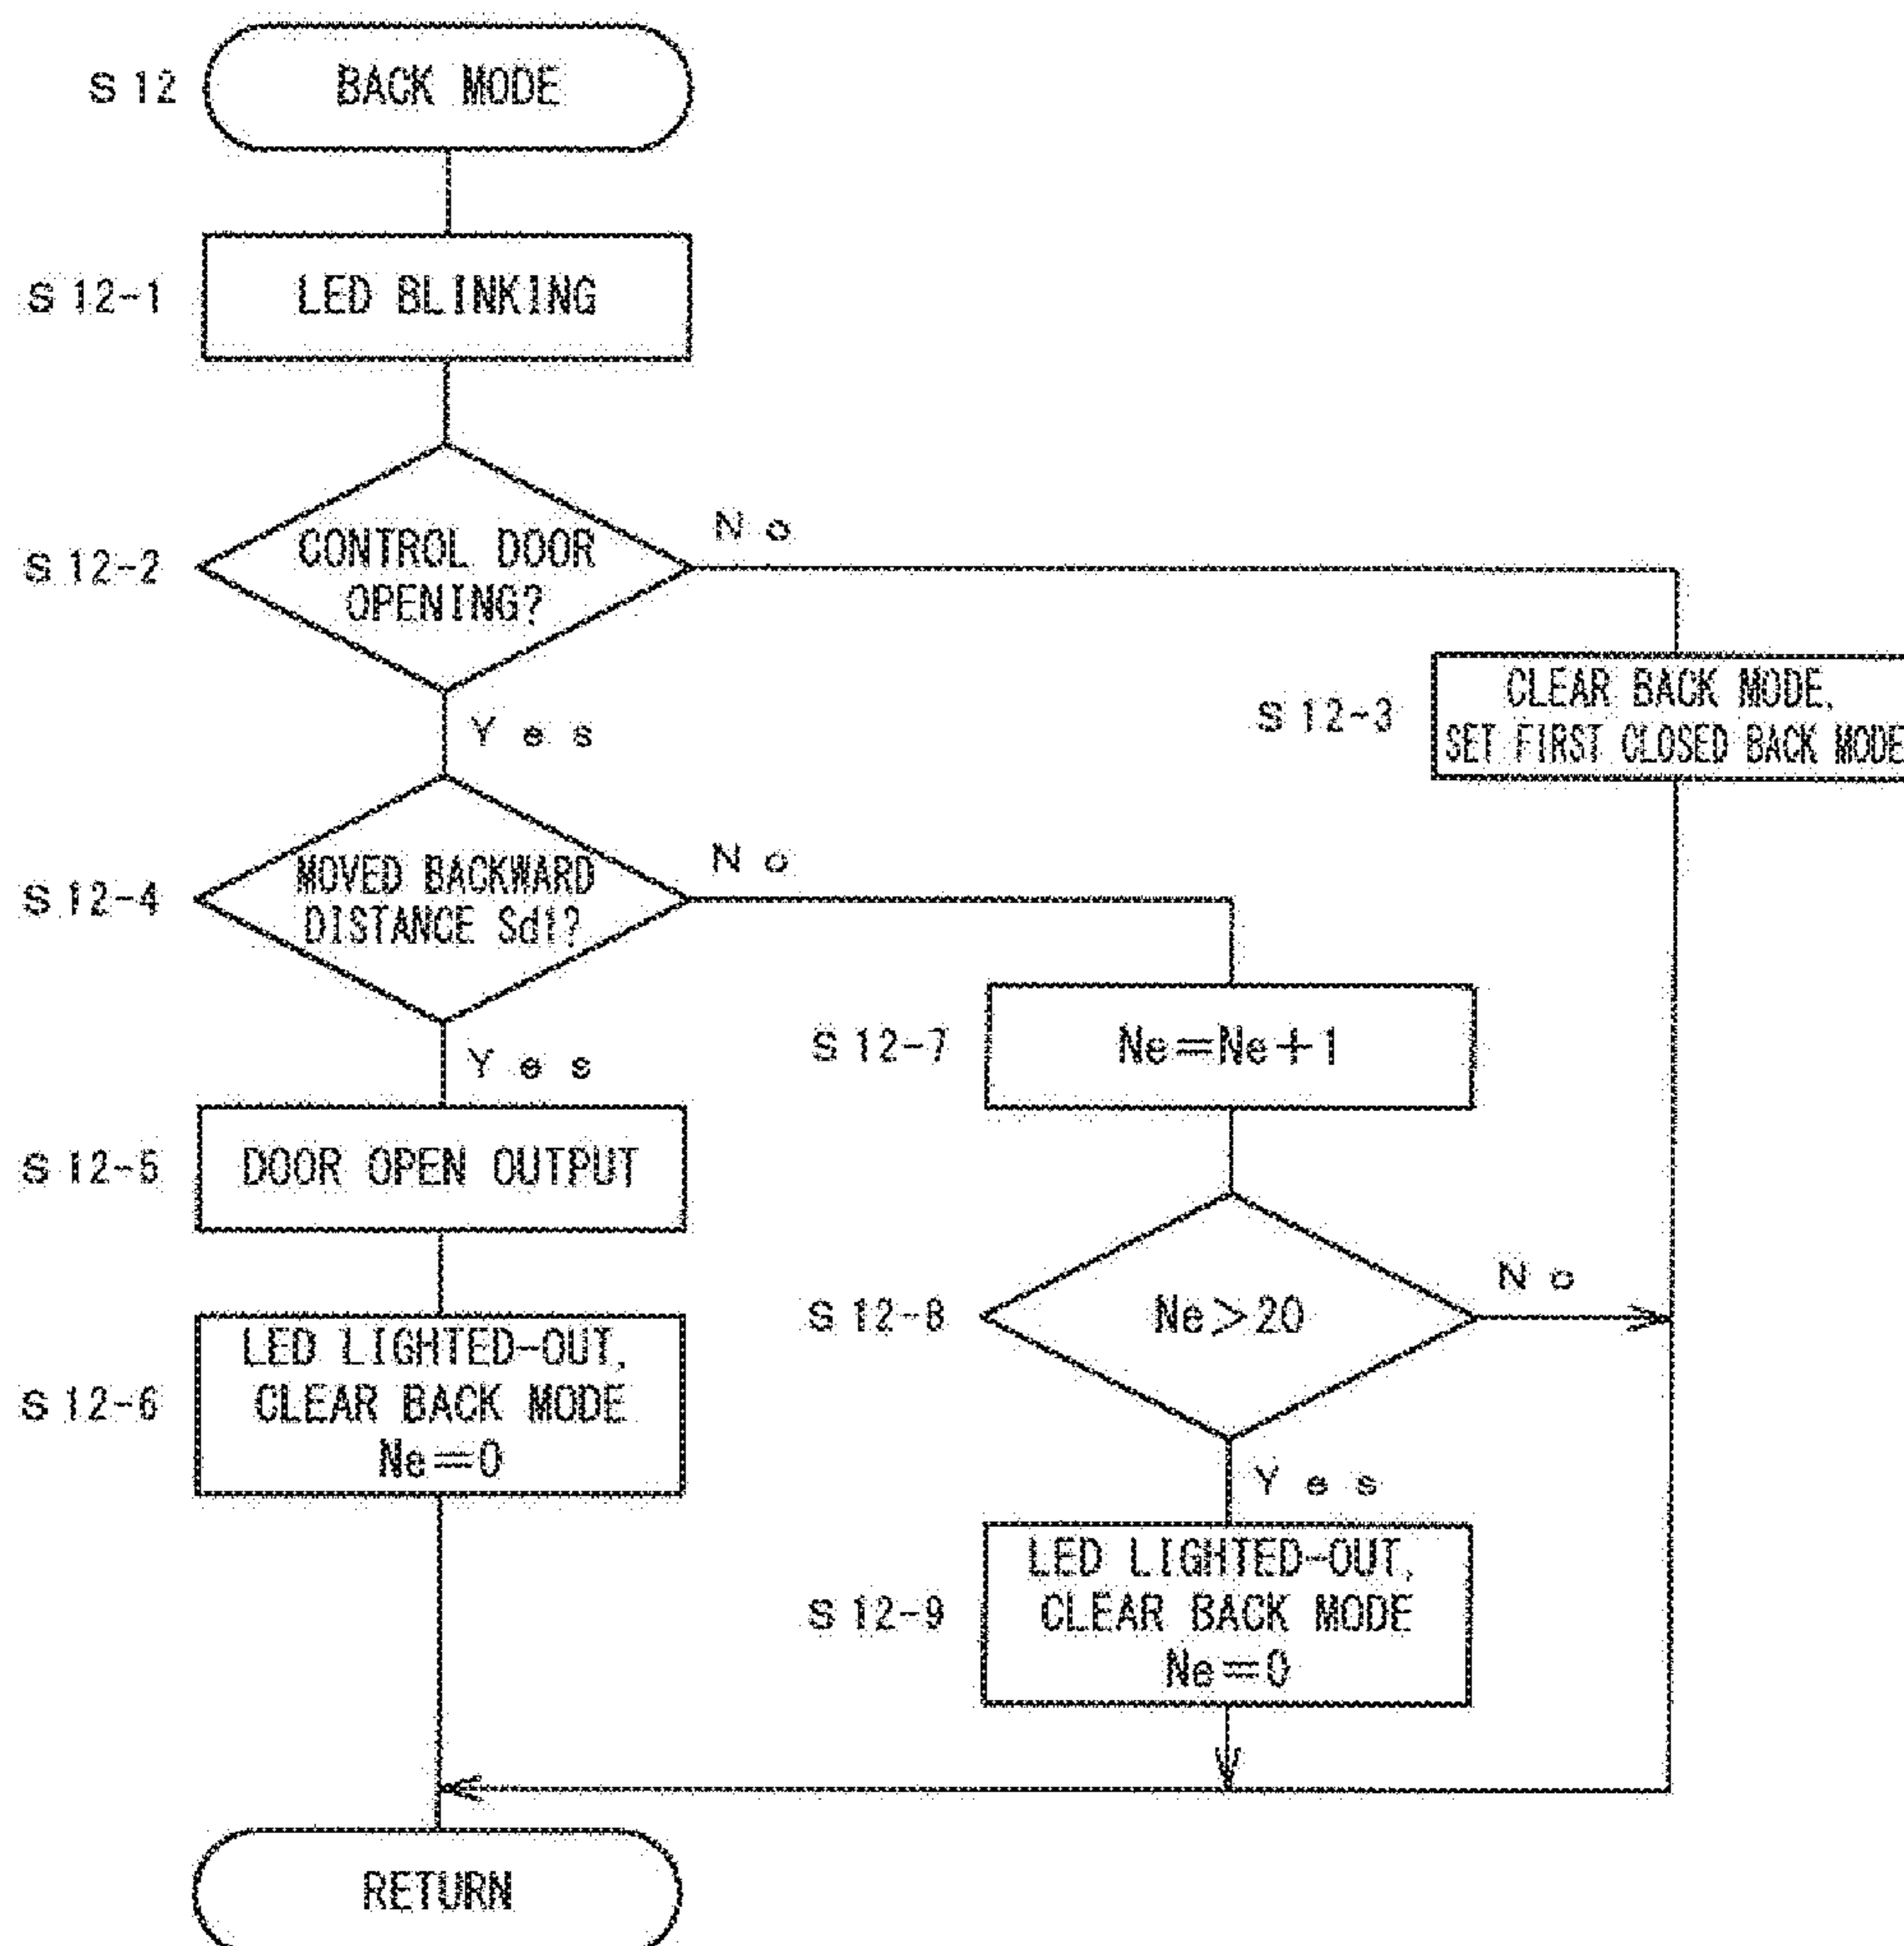 S 12
BACK MODE
S 12-1
LED BLINKING
S 12-2
CONTROL DOOR
OPENING?
No
Yes
S 12-3
CLEAR BACK MODE,
SET FIRST CLOSED BACK MODE
S 12-4
MOVED BACKWARD
DISTANCE Sd1?
No
Yes
S 12-5
DOOR OPEN OUTPUT
S 12-6
LED LIGHTED-OUT,
CLEAR BACK MODE
Ne=0
S 12-7
Ne=Ne+1
S 12-8
Ne>20
No
Yes
S 12-9
LED LIGHTED-OUT,
CLEAR BACK MODE
Ne=0
RETURN